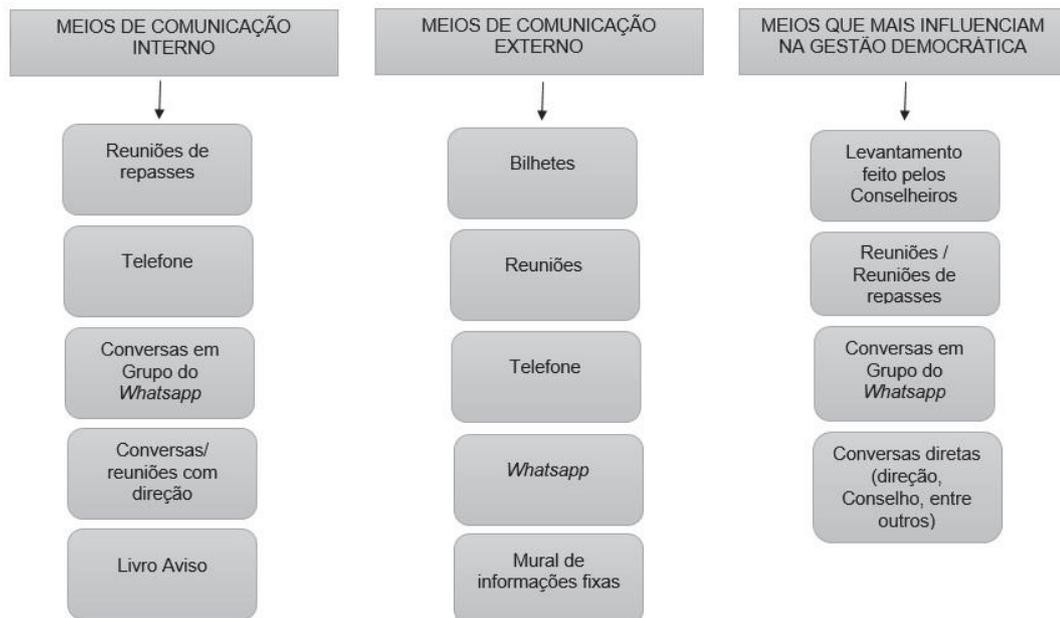 MEIOS DE COMUNICAÇÃO
INTERNO
Reuniões de
repasses
Telefone
Conversas em
Grupo do
Whatsapp
Conversas/
reuniões com
direção
Livro Aviso
MEIOS DE COMUNICAÇÃO
EXTERNO
Bilhetes
Reuniões
Telefone
Whatsapp
Mural de
informações fixas
MEIOS QUE MAIS INFLUENCIAM
NA GESTÃO DEMOCRÁTICA
Levantamento
feito pelos
Conselheiros
Reuniões /
Reuniões de
repasses
Conversas em
Grupo do
Whatsapp
Conversas diretas
(direção,
Conselho, entre
outros)